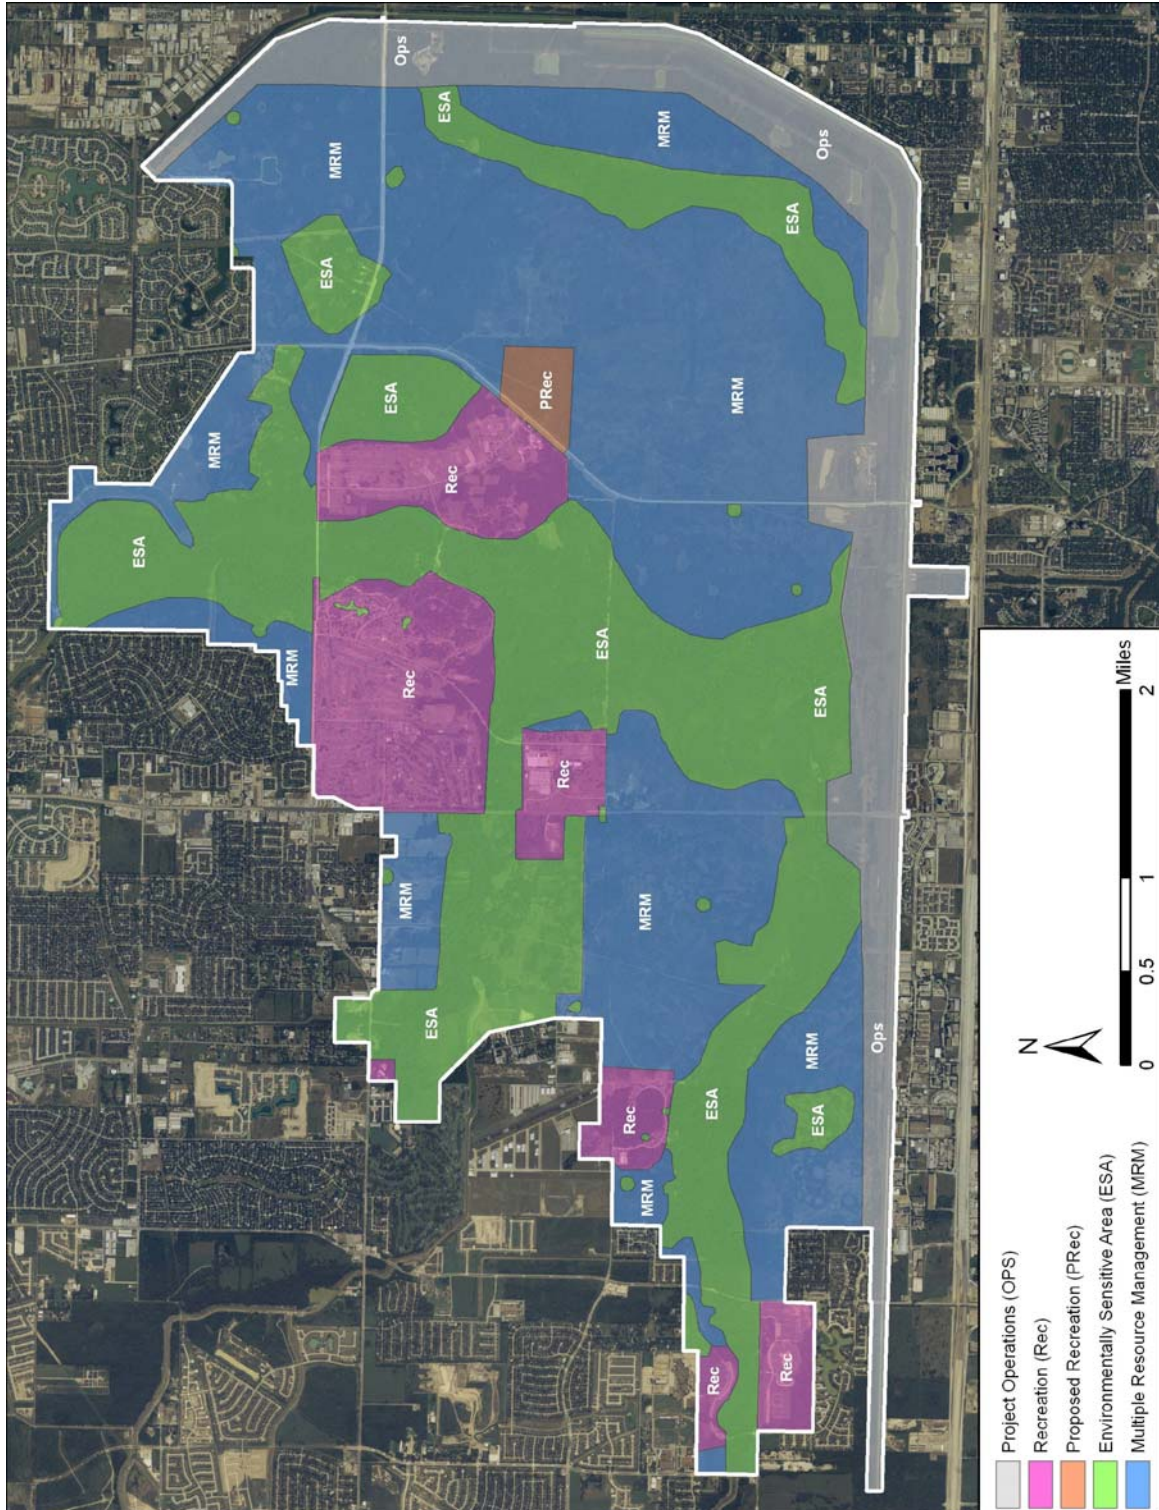 ESA
MRM
MRM
ESA
MRM
ESA
Ops
MRM
Rec
ESA
ESA
Rec
PRec
Rec
ESA
MRM
Rec
MRM
MRM
ESA
Rec
MRM
Rec
ESA
MRM
ESA
ESA
Ops
Ops
Project Operations (OPS)
Recreation (Rec)
Proposed Recreation (PRec)
Environmentally Sensitive Area (ESA)
Multiple Resource Management (MRM)
N
Miles
0 0.5 1 2